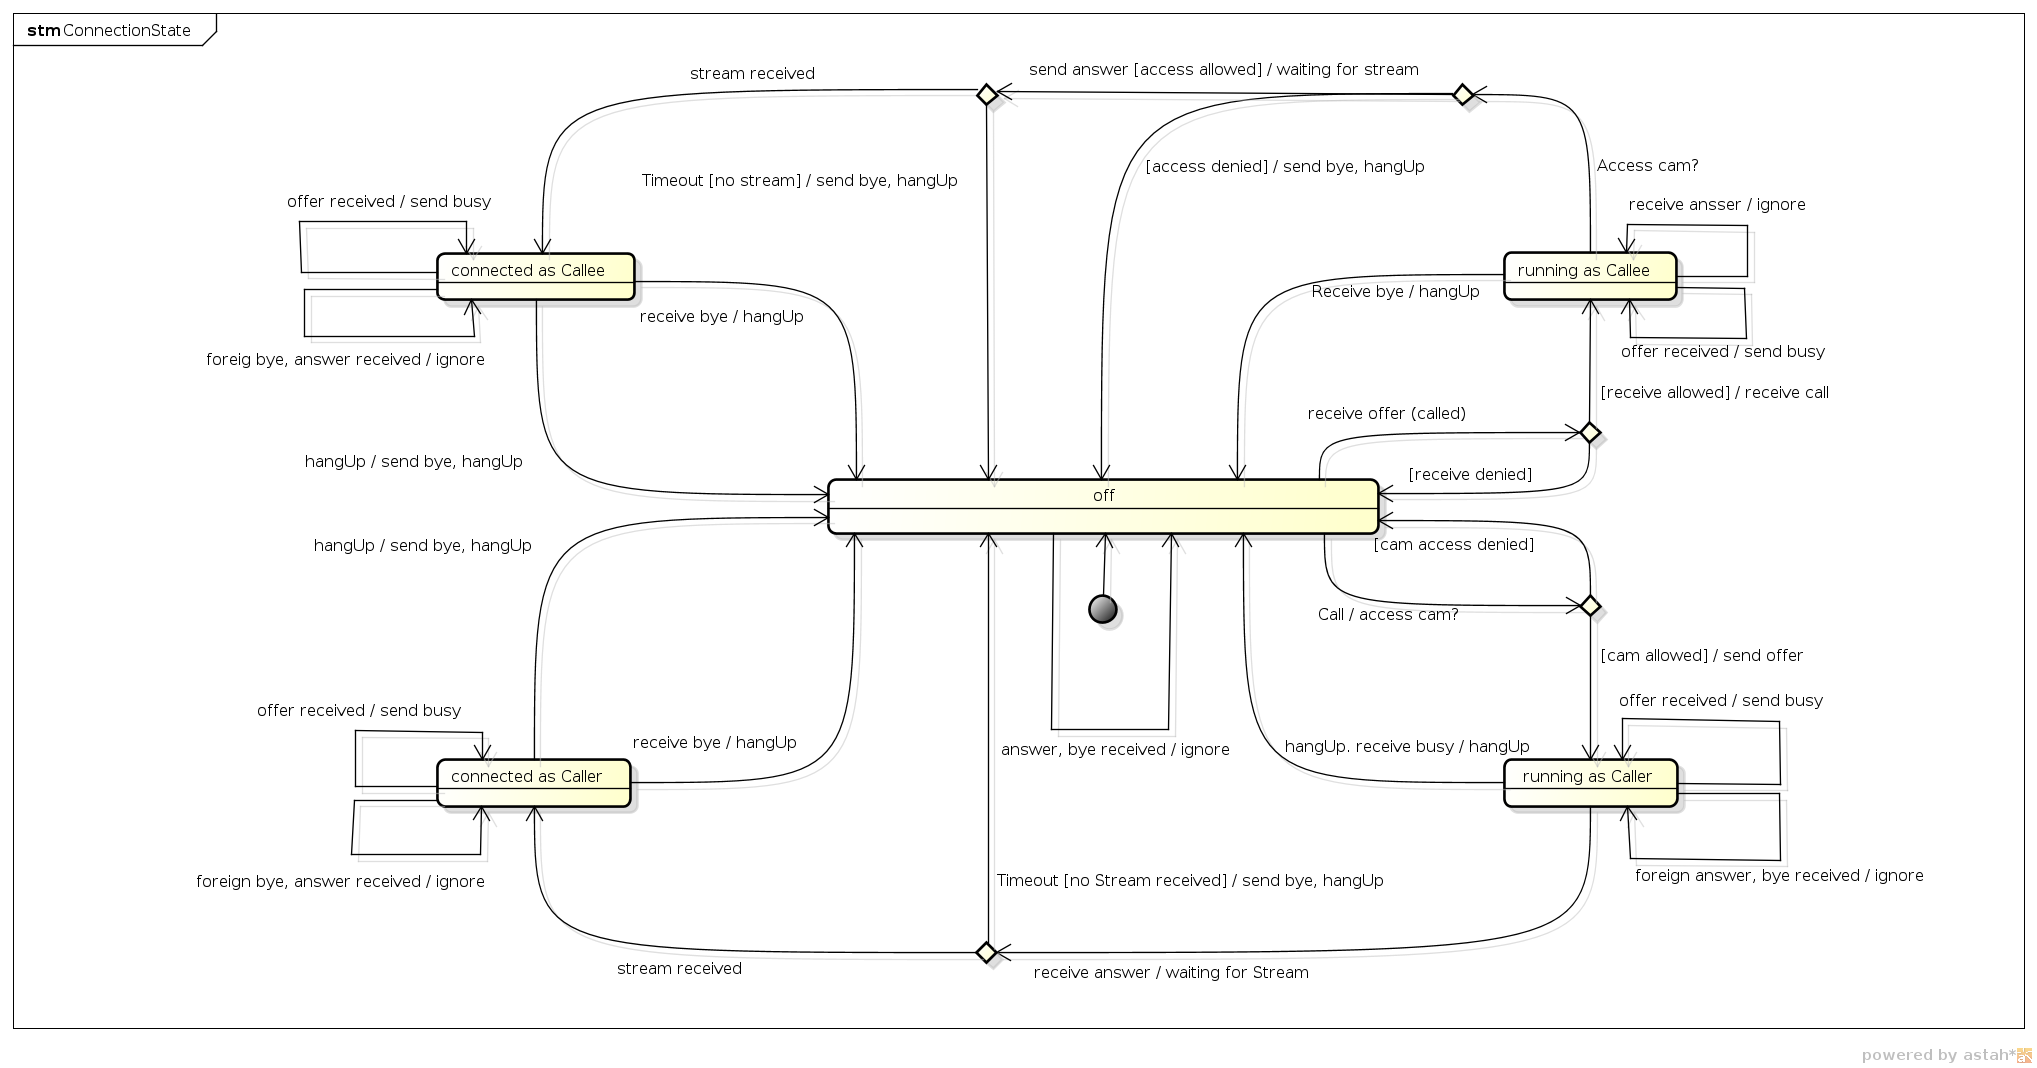 stm ConnectionState
send answer [access allowed] / waiting for stream
stream received
[access denied] / send bye, hangUp
Access cam?
Timeout [no stream] / send bye, hangUp
offer received / send busy
receive ansser / ignore
connected as Callee
running as Callee
Receive bye / hangUp
receive bye / hangUp
offer received / send busy
foreig bye, answer received / ignore
[receive allowed] / receive call
receive offer (called)
hangUp / send bye, hangUp
[receive denied]
off
hangUp / send bye, hangUp
[cam access denied]
Call / access cam?
[cam allowed] / send offer
offer received / send busy
offer received / send busy
receive bye / hangUp
answer, bye received / ignore
hangUp. receive busy / hangUp
connected as Caller
running as Caller
foreign bye, answer received / ignore
Timeout [no Stream received] / send bye, hangUp
foreign answer, bye received / ignore
stream received
receive answer / waiting for Stream
powered by astah*